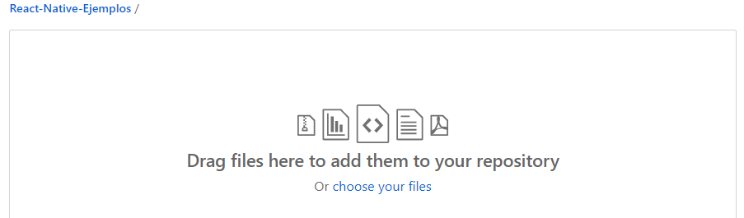 React-Native-Ejemplos /
Drag files here to add them to your repository
Or choose your files